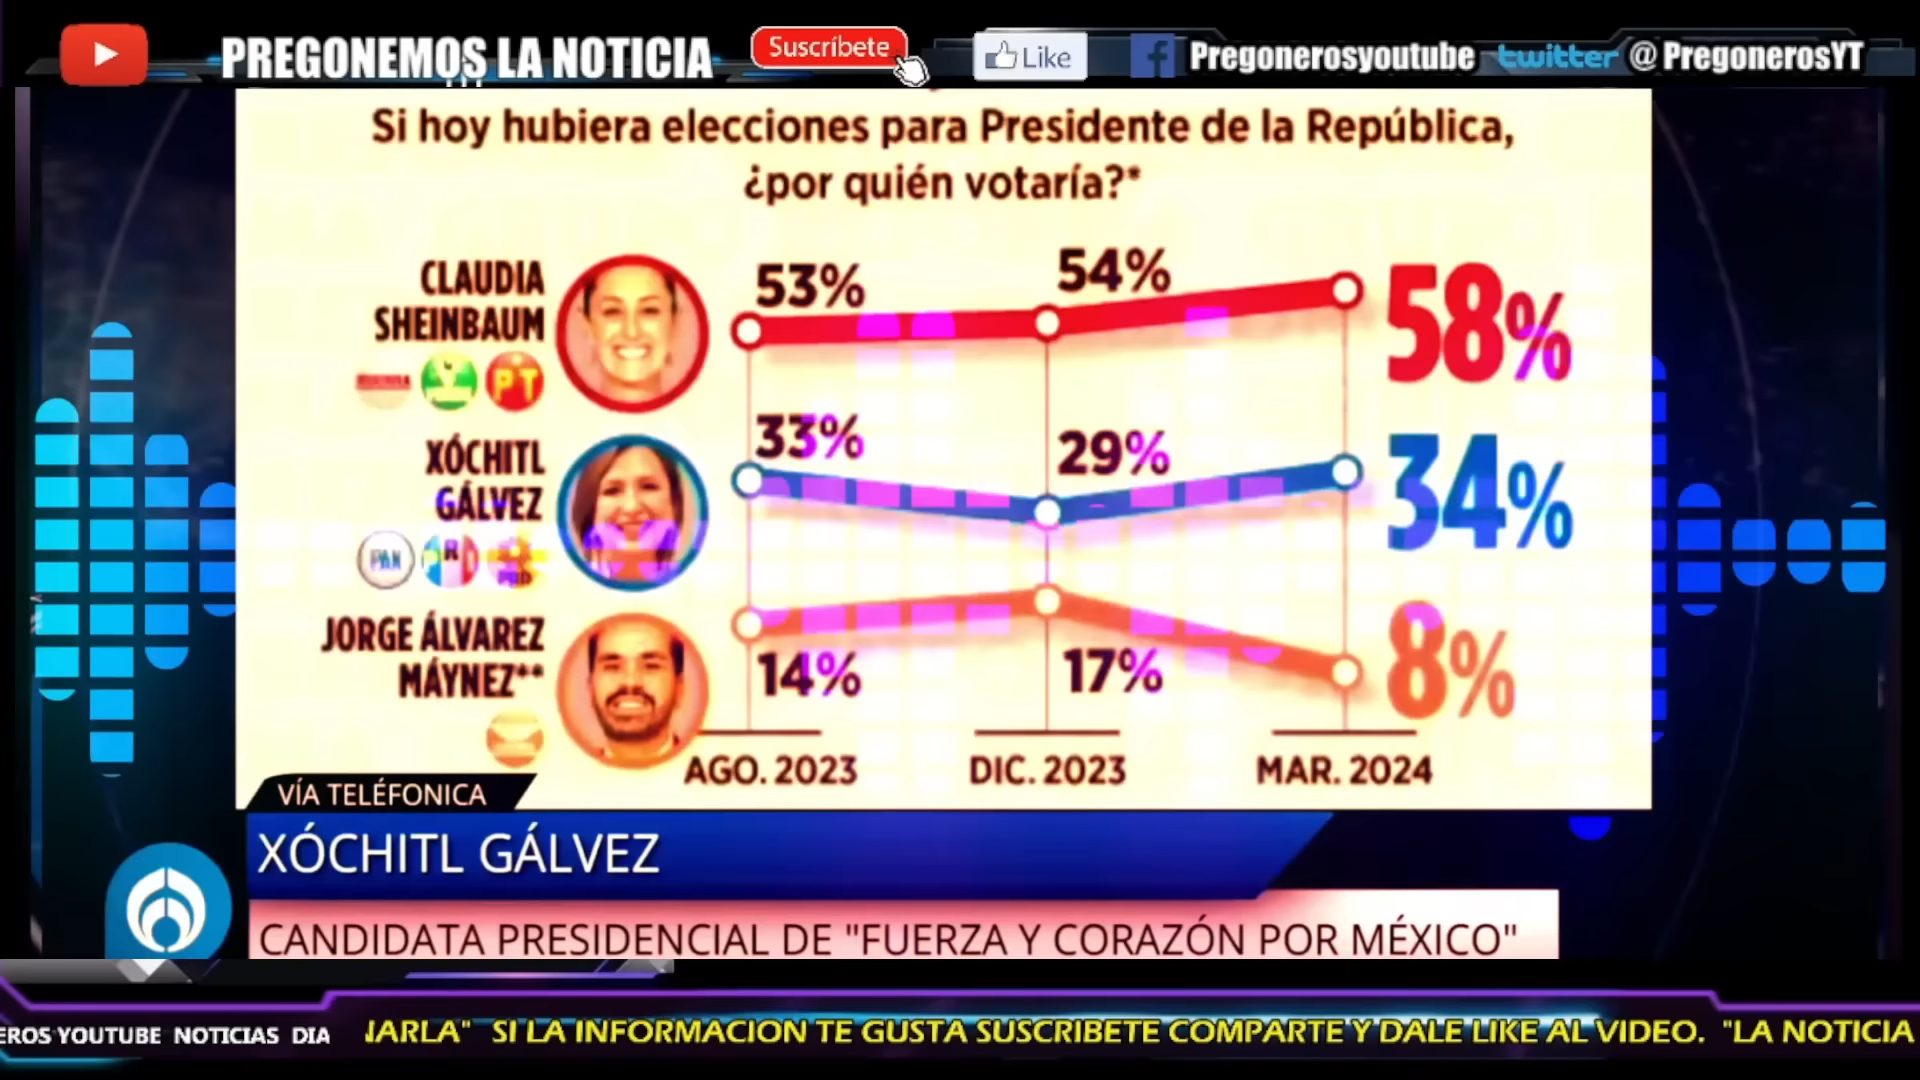 PREGONEMOS LA NOTICIA
Suscríbete
Like
Pregonerosyoutube
twitter @PregonerosYT
Si hoy hubiera elecciones para Presidente de la República,
¿por quién votaría?*
CLAUDIA
SHEINBAUM
PT
53%
54%
58%
XÓCHITL
GÁLVEZ
PAN
PRI
PRD
33%
29%
34%
JORGE ÁLVAREZ
MÁYNEZ**
14%
17%
8%
AGO. 2023
DIC. 2023
MAR. 2024
VÍA TELÉFONICA
XÓCHITL GÁLVEZ
CANDIDATA PRESIDENCIAL DE "FUERZA Y CORAZÓN POR MÉXICO"
EROS YOUTUBE NOTICIAS DIA
JARLA" SI LA INFORMACION TE GUSTA SUSCRIBETE COMPARTE Y DALE LIKE AL VIDEO. "LA NOTICIA